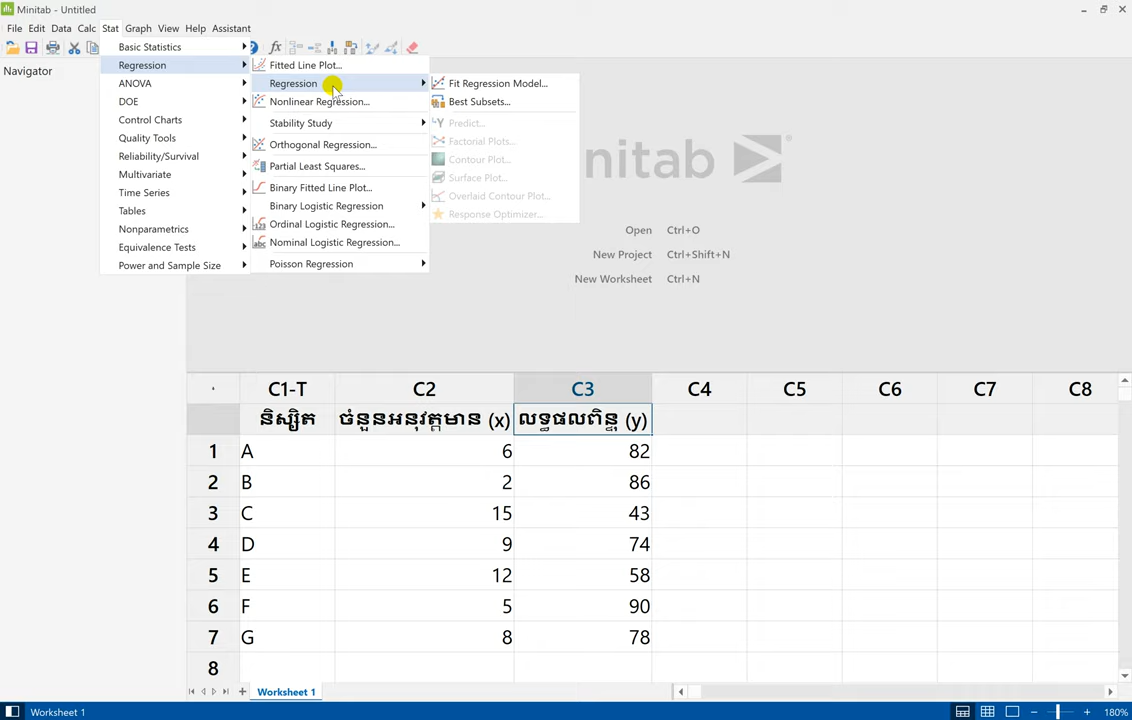 Minitab - Untitled
File Edit Data Calc Stat Graph View Help Assistant
Navigator
Basic Statistics
Regression
ANOVA
DOE
Control Charts
Quality Tools
Reliability/Survival
Multivariate
Time Series
Tables
Nonparametrics
Equivalence Tests
Power and Sample Size
Fitted Line Plot...
Regression
Nonlinear Regression...
Stability Study
Orthogonal Regression...
Partial Least Squares...
Binary Fitted Line Plot...
Binary Logistic Regression
Ordinal Logistic Regression...
Nominal Logistic Regression...
Poisson Regression
Fit Regression Model...
Best Subsets...
Predict...
Factorial Plots...
Contour Plot...
Surface Plot...
Overlaid Contour Plot...
Response Optimizer...
nitab
Open Ctrl+O
New Project Ctrl+Shift+N
New Worksheet Ctrl+N
C1-T C2 C3 C4 C5 C6 C7 C8
និស្សិត ចំនួនអនុវត្តមាន (x) លទ្ធផលពិន្ទុ (y)
1 A 6 82
2 B 2 86
3 C 15 43
4 D 9 74
5 E 12 58
6 F 5 90
7 G 8 78
8
Worksheet 1
Worksheet 1 180%